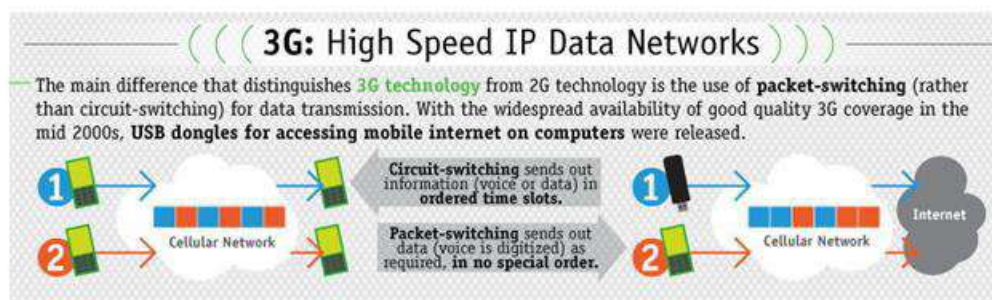 3G: High Speed IP Data Networks
The main difference that distinguishes 3G technology from 2G technology is the use of packet-switching (rather
than circuit-switching) for data transmission. With the widespread availability of good quality 3G coverage in the
mid 2000s, USB dongles for accessing mobile internet on computers were released.
1
2
Cellular Network
Circuit-switching sends out
information (voice or data) in
ordered time slots.
Packet-switching sends out
data (voice is digitized) as
required, in no special order.
1
2
Cellular Network
Internet